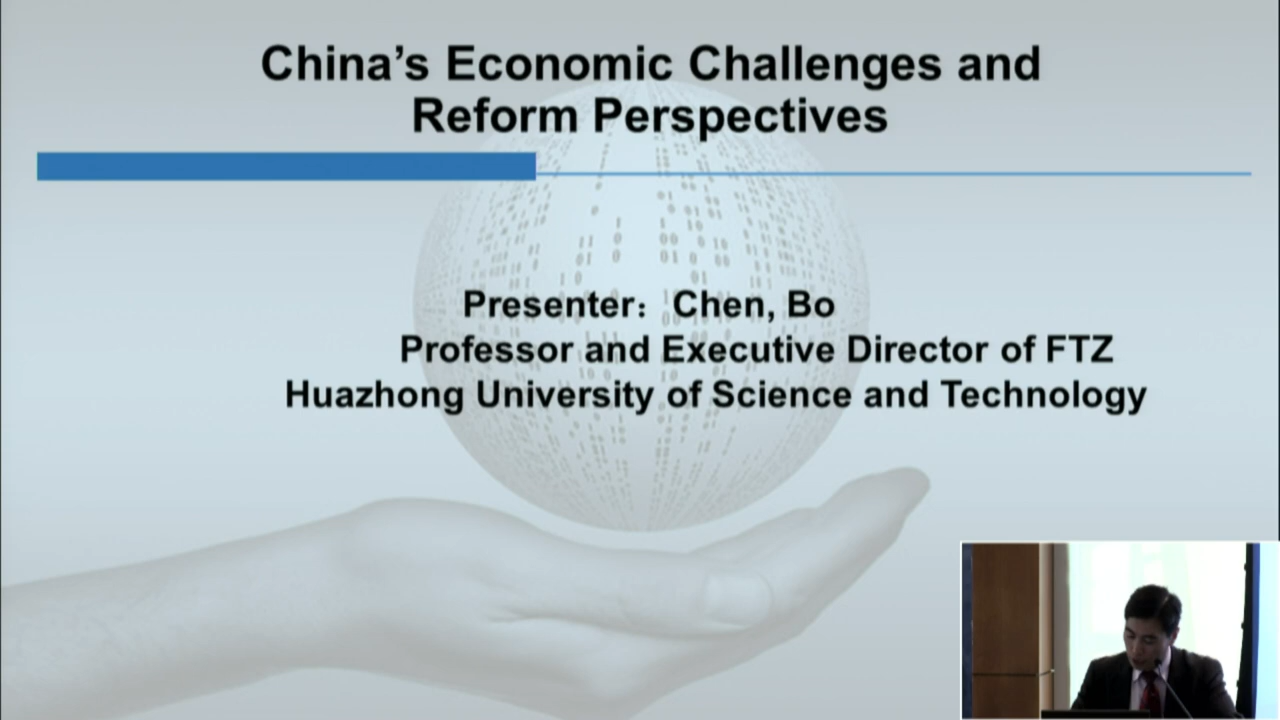 China’s Economic Challenges and
Reform Perspectives
Presenter：Chen, Bo
Professor and Executive Director of FTZ
Huazhong University of Science and Technology